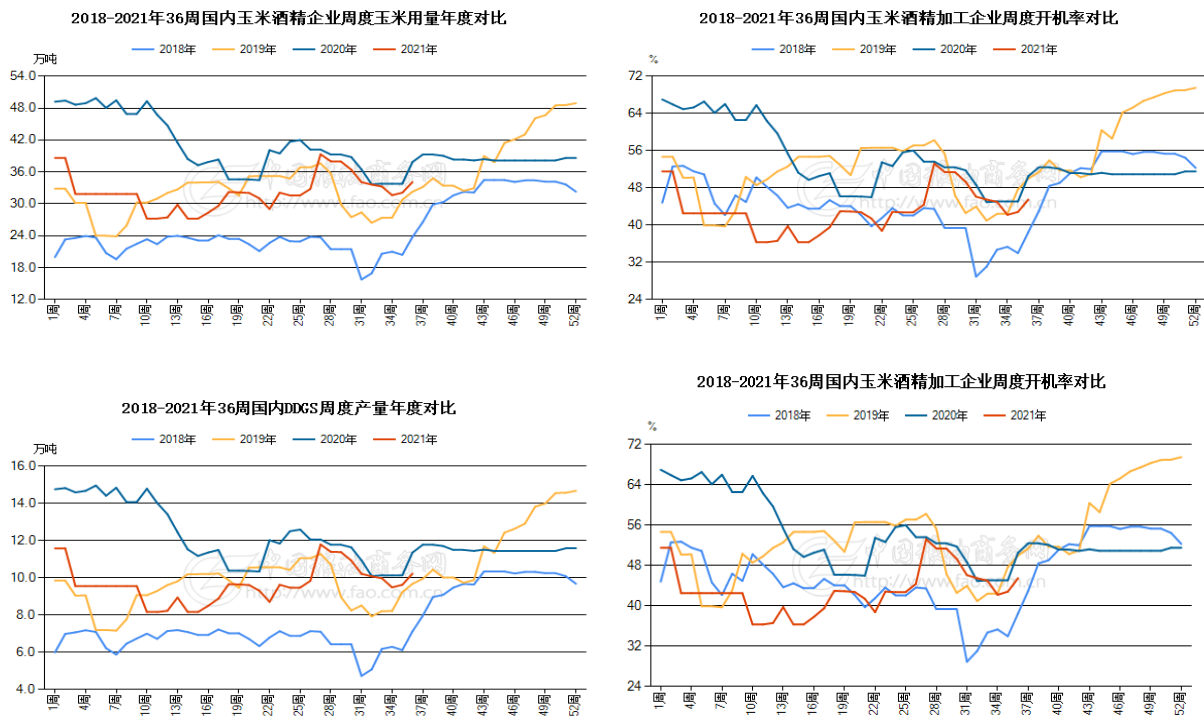 2018-2021年36周国内玉米酒精企业周度玉米用量年度对比
2018年 2019年 2020年 2021年
万吨
54.0
48.0
42.0
36.0
30.0
24.0
18.0
12.0
1周 4周 7周 10周 13周 16周 19周 22周 25周 28周 31周 34周 37周 40周 43周 46周 49周 52周
http://www.fao.com.cn
2018-2021年36周国内玉米酒精加工企业周度开机率对比
2018年 2019年 2020年 2021年
%
72
64
56
48
40
32
24
1周 4周 7周 10周 13周 16周 19周 22周 25周 28周 31周 34周 37周 40周 43周 46周 49周 52周
http://www.fao.com.cn
2018-2021年36周国内DDGS周度产量年度对比
2018年 2019年 2020年 2021年
万吨
16.0
14.0
12.0
10.0
8.0
6.0
4.0
1周 4周 7周 10周 13周 16周 19周 22周 25周 28周 31周 34周 37周 40周 43周 46周 49周 52周
http://www.fao.com.cn
2018-2021年36周国内玉米酒精加工企业周度开机率对比
2018年 2019年 2020年 2021年
%
72
64
56
48
40
32
24
1周 4周 7周 10周 13周 16周 19周 22周 25周 28周 31周 34周 37周 40周 43周 46周 49周 52周
http://www.fao.com.cn